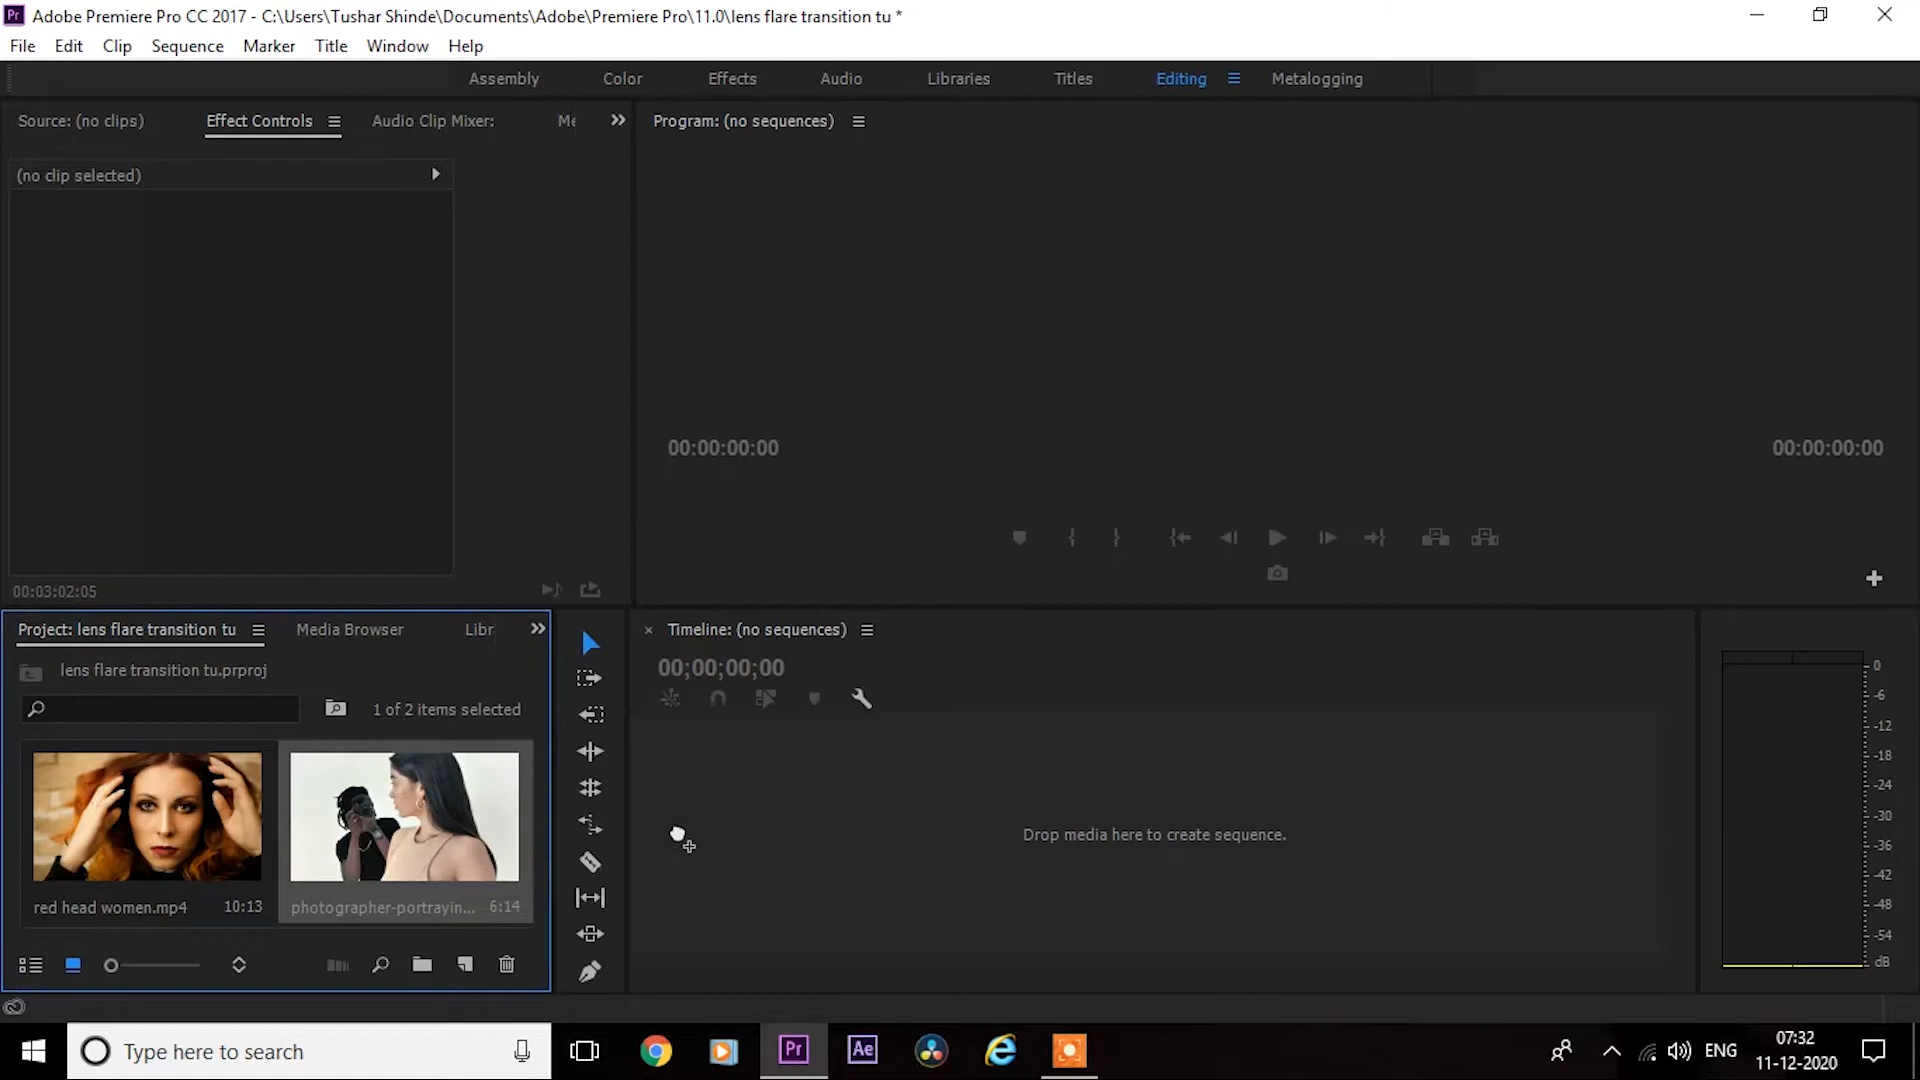 Pr Adobe Premiere Pro CC 2017 - C:\Users\Tushar Shinde\Documents\Adobe\Premiere Pro\11.0\lens flare transition tu *
File Edit Clip Sequence Marker Title Window Help
Assembly Color Effects Audio Libraries Titles Editing Metalogging
Source: (no clips) Effect Controls Audio Clip Mixer: Me
Program: (no sequences)
(no clip selected)
00:00:00:00 00:00:00:00
00:03:02:05
Project: lens flare transition tu Media Browser Libr
Timeline: (no sequences)
lens flare transition tu.prproj
00;00;00;00
1 of 2 items selected
Drop media here to create sequence.
red head women.mp4 10:13
photographer-portrayin... 6:14
0
-6
-12
-18
-24
-30
-36
-42
-48
-54
dB
Type here to search
Pr
Ae
ENG
07:32
11-12-2020